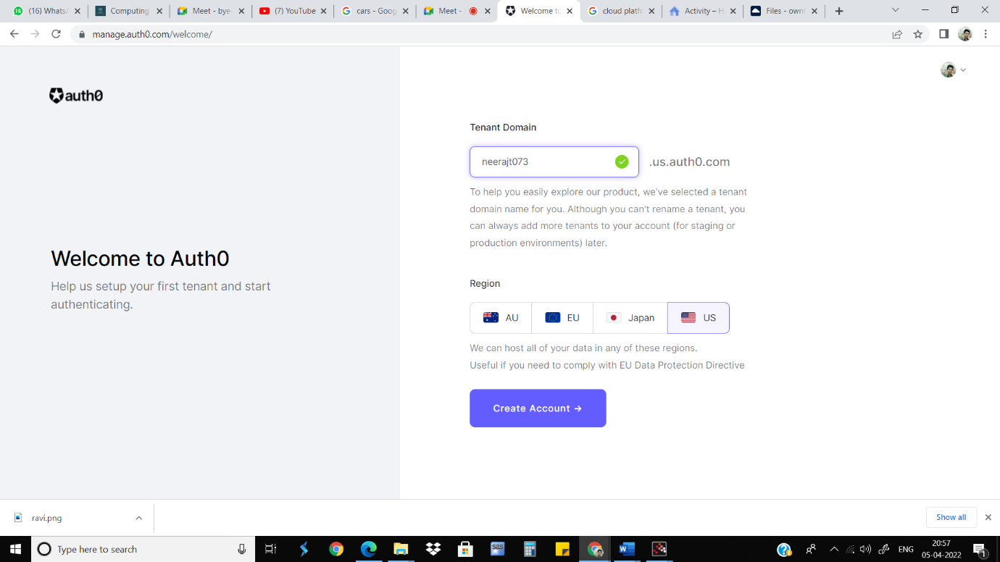 (16) WhatsA
Computing
Meet - bye-
(7) YouTube
cars - Goog
Meet -
Welcome to
cloud platfo
Activity – H
Files - own
manage.auth0.com/welcome/
auth0
Tenant Domain
neerajt073
.us.auth0.com
To help you easily explore our product, we've selected a tenant
domain name for you. Although you can't rename a tenant, you
can always add more tenants to your account (for staging or
production environments) later.
Welcome to Auth0
Help us setup your first tenant and start
authenticating.
Region
AU
EU
Japan
US
We can host all of your data in any of these regions.
Useful if you need to comply with EU Data Protection Directive
Create Account →
ravi.png
Show all
Type here to search
sas
ENG
20:57
05-04-2022
1